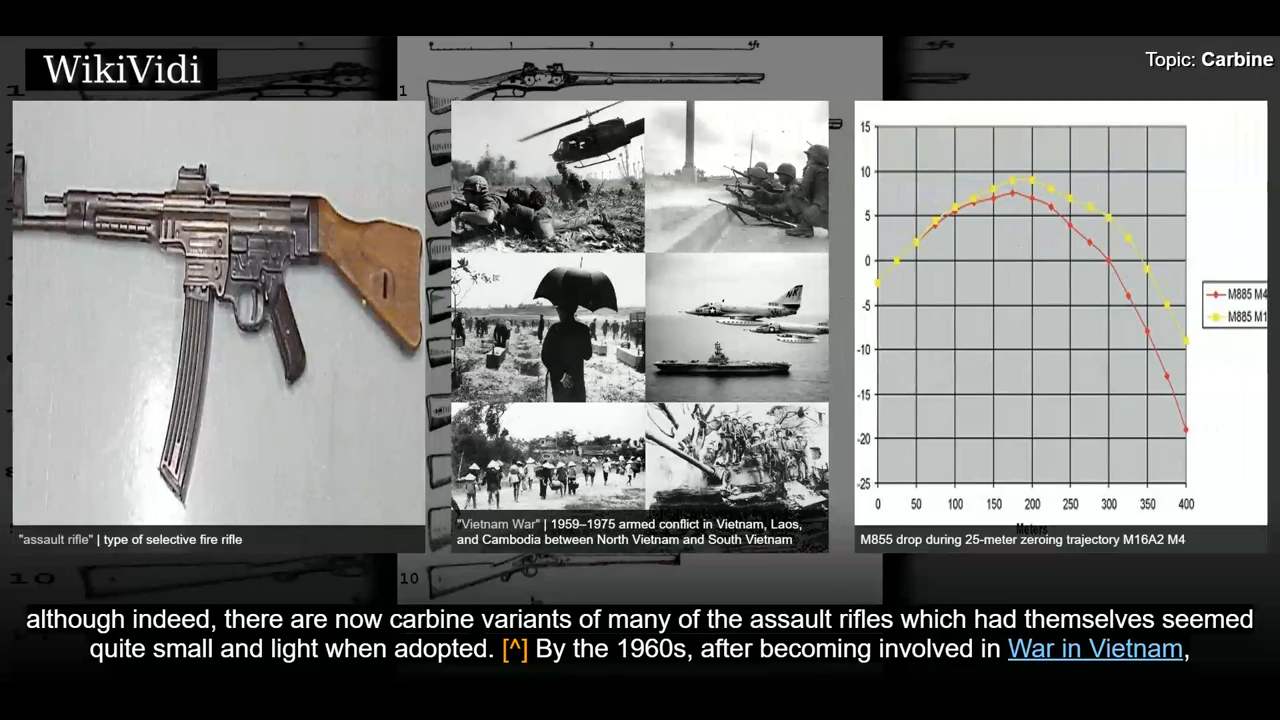 WikiVidi
Topic: Carbine
15
10
5
0
-5
-10
-15
-20
-25
0 50 100 150 200 250 300 350 400
Meters
M885 M4
M885 M1
"assault rifle" | type of selective fire rifle
"Vietnam War" | 1959–1975 armed conflict in Vietnam, Laos,
and Cambodia between North Vietnam and South Vietnam
M855 drop during 25-meter zeroing trajectory M16A2 M4
1
10
10
although indeed, there are now carbine variants of many of the assault rifles which had themselves seemed
quite small and light when adopted. [^] By the 1960s, after becoming involved in War in Vietnam,